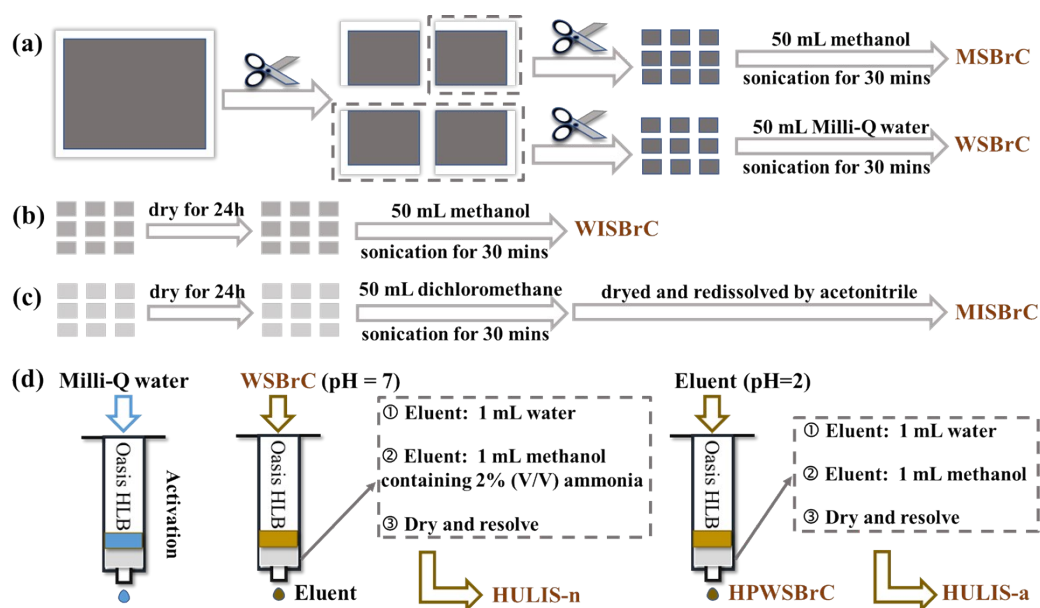 (a)
50 mL methanol
sonication for 30 mins
MSBrC
50 mL Milli-Q water
sonication for 30 mins
WSBrC
(b)
dry for 24h
50 mL methanol
sonication for 30 mins
WISBrC
(c)
dry for 24h
50 mL dichloromethane
sonication for 30 mins
dried and redissolved by acetonitrile
MISBrC
(d)
Milli-Q water
Oasis HLB
Activation
WSBrC (pH = 7)
Oasis HLB
Eluent
① Eluent: 1 mL water
② Eluent: 1 mL methanol
containing 2% (V/V) ammonia
③ Dry and resolve
HULIS-n
Eluent (pH=2)
Oasis HLB
HPWSBrC
① Eluent: 1 mL water
② Eluent: 1 mL methanol
③ Dry and resolve
HULIS-a